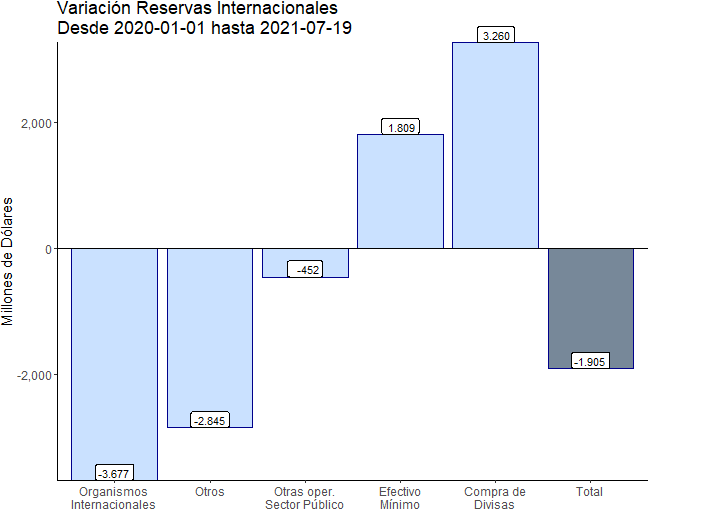 Variación Reservas Internacionales
Desde 2020-01-01 hasta 2021-07-19
Millones de Dólares
2,000
0
-2,000
-3.677
-2.845
-452
1.809
3.260
-1.905
Organismos
Internacionales
Otros
Otras oper.
Sector Público
Efectivo
Mínimo
Compra de
Divisas
Total